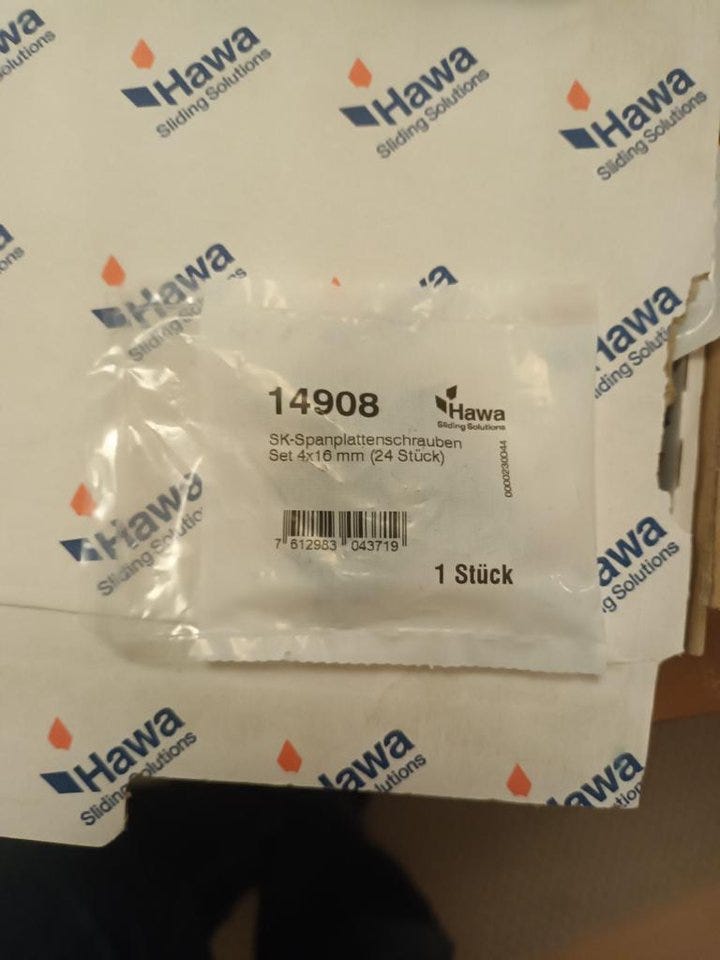 Hawa
Sliding Solutions
Hawa
Sliding Solutions
Hawa
Sliding Solutions
Hawa
Sliding Solutions
14908
Hawa
Sliding Solutions
SK-Spanplattenschrauben
Set 4x16 mm (24 Stück)
0000230044
7 612983 043719
1 Stück
Hawa
Sliding Solutions
Hawa
Sliding Solutions